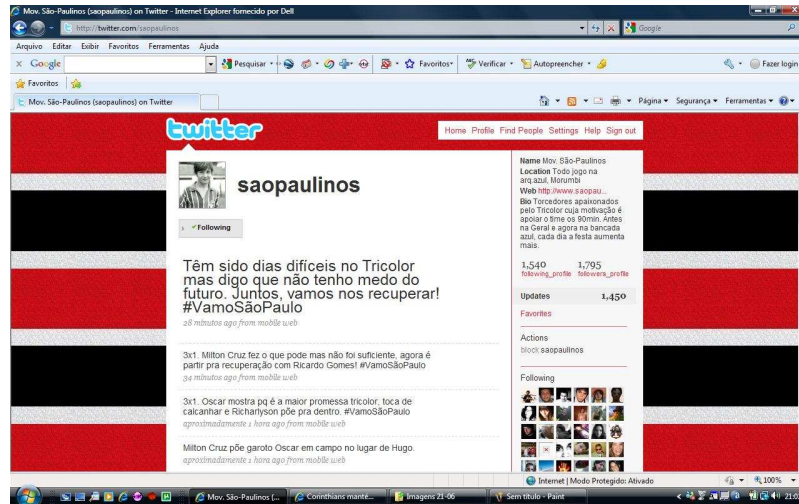 Mov. São-Paulinos (saopaulinos) on Twitter - Internet Explorer fornecido por Dell
http://twitter.com/saopaulinos
Google
Arquivo Editar Exibir Favoritos Ferramentas Ajuda
x Google Pesquisar Favoritos Verificar Autopreencher Fazer login
Favoritos
Mov. São-Paulinos (saopaulinos) on Twitter
Página Segurança Ferramentas
twitter
Home Profile Find People Settings Help Sign out
saopaulinos
Following
Têm sido dias difíceis no Tricolor
mas digo que não tenho medo do
futuro. Juntos, vamos nos recuperar!
#VamoSãoPaulo
28 minutos ago from mobile web
3x1. Milton Cruz fez o que pode mas não foi suficiente, agora é
partir pra recuperação com Ricardo Gomes! #VamoSãoPaulo
34 minutos ago from mobile web
3x1. Oscar mostra pq é a maior promessa tricolor, toca de
calcanhar e Richarlyson põe pra dentro. #VamoSãoPaulo
aproximadamente 1 hora ago from mobile web
Milton Cruz põe garoto Oscar em campo no lugar de Hugo.
aproximadamente 1 hora ago from mobile web
Name Mov. São-Paulinos
Location Todo jogo na
arq.azul, Morumbi
Web http://www.saopau...
Bio Torcedores apaixonados
pelo Tricolor cuja motivação é
apoiar o time os 90min. Antes
na Geral e agora na bancada
azul, cada dia a festa aumenta
mais.
1,540 1,795
following_profile followers_profile
Updates 1,450
Favorites
Actions
block saopaulinos
Following
Internet | Modo Protegido: Ativado
100%
Mov. São-Paulinos (...
Corinthians manté...
Imagens 21-06
Sem título - Paint